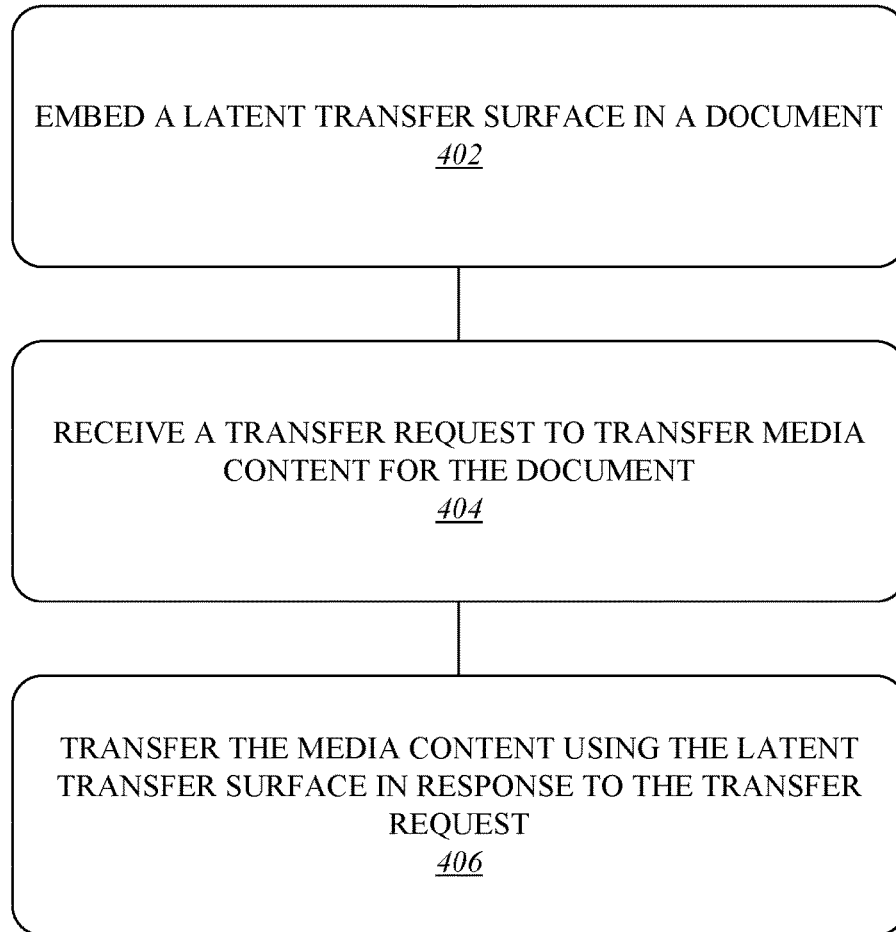 EMBED A LATENT TRANSFER SURFACE IN A DOCUMENT
402
RECEIVE A TRANSFER REQUEST TO TRANSFER MEDIA
CONTENT FOR THE DOCUMENT
404
TRANSFER THE MEDIA CONTENT USING THE LATENT
TRANSFER SURFACE IN RESPONSE TO THE TRANSFER
REQUEST
406